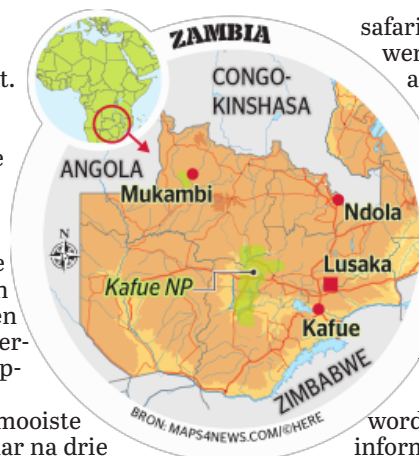 ZAMBIA
safari
wer
a
t.
CONGO-
KINSHASA
ANGOLA
e
Mukambi
Ndola
N
Lusaka
Kafue NP
e
n
en
er-
p-
Kafue
ZIMBABWE
BRON: MAPS4NEWS.COM/©HERE
mooiste
ar na drie
word
inforn